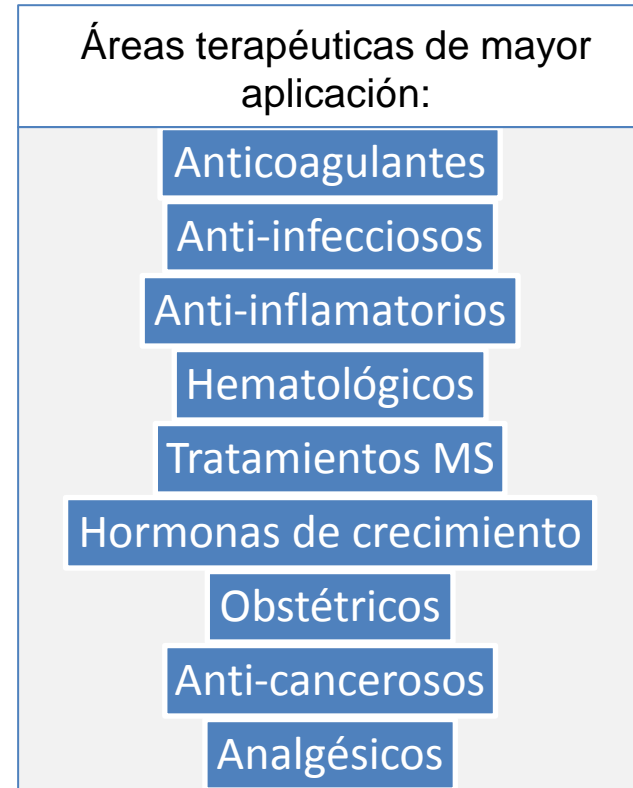 Áreas terapéuticas de mayor
aplicación:
Anticoagulantes
Anti-infecciosos
Anti-inflamatorios
Hematológicos
Tratamientos MS
Hormonas de crecimiento
Obstétricos
Anti-cancerosos
Analgésicos